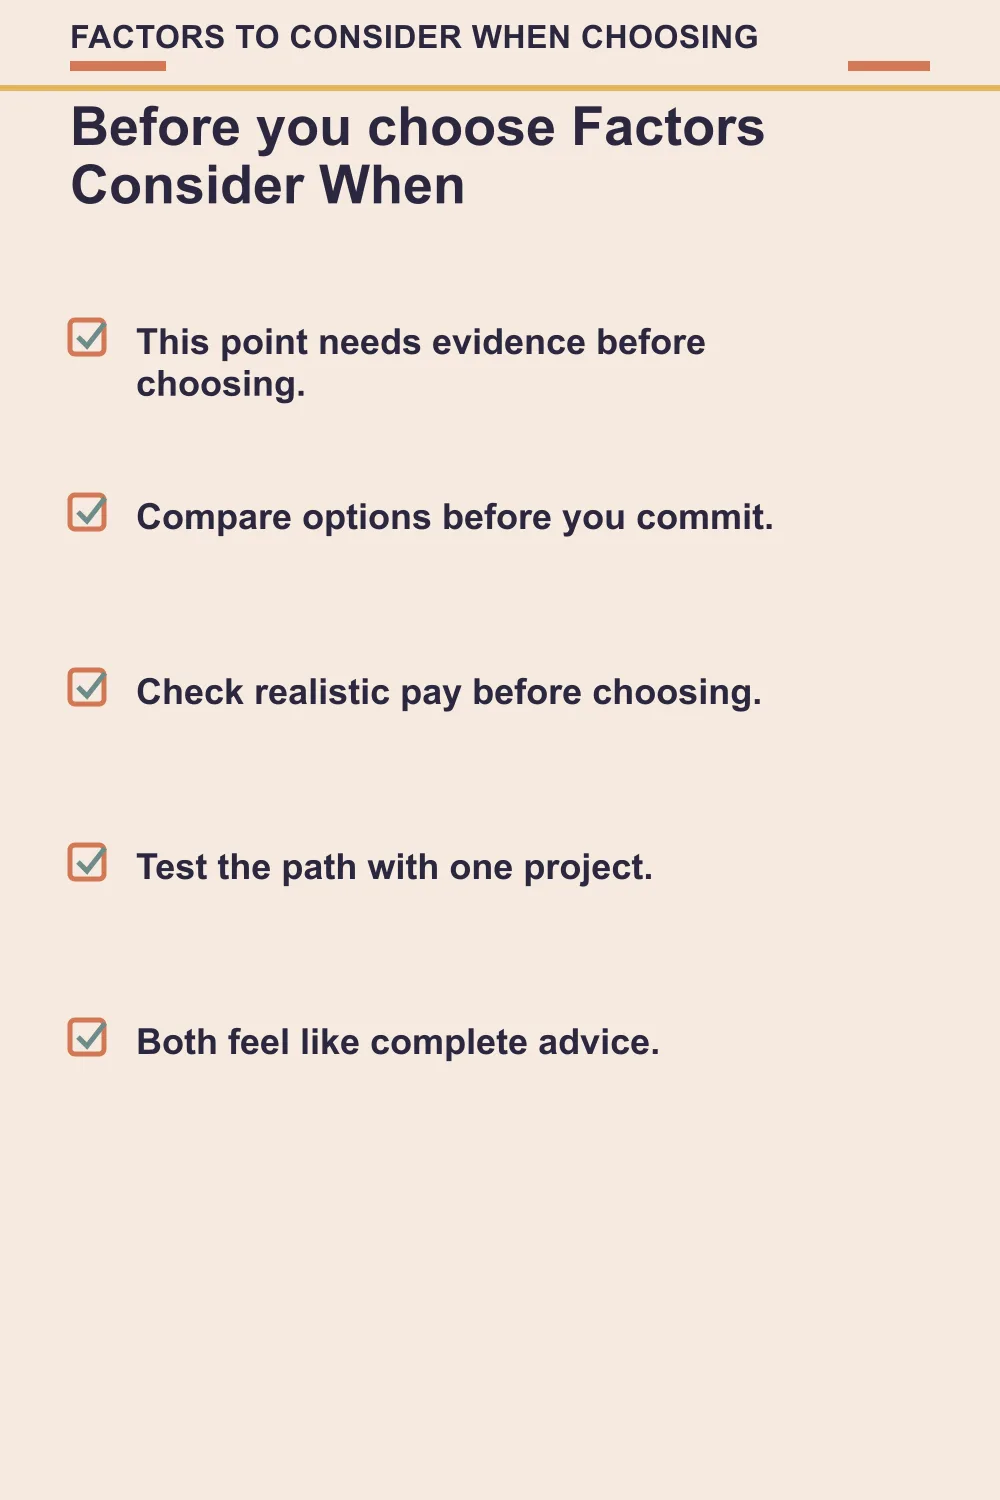 FACTORS TO CONSIDER WHEN CHOOSING
Before you choose Factors
Consider When
This point needs evidence before
choosing.
Compare options before you commit.
Check realistic pay before choosing.
Test the path with one project.
Both feel like complete advice.